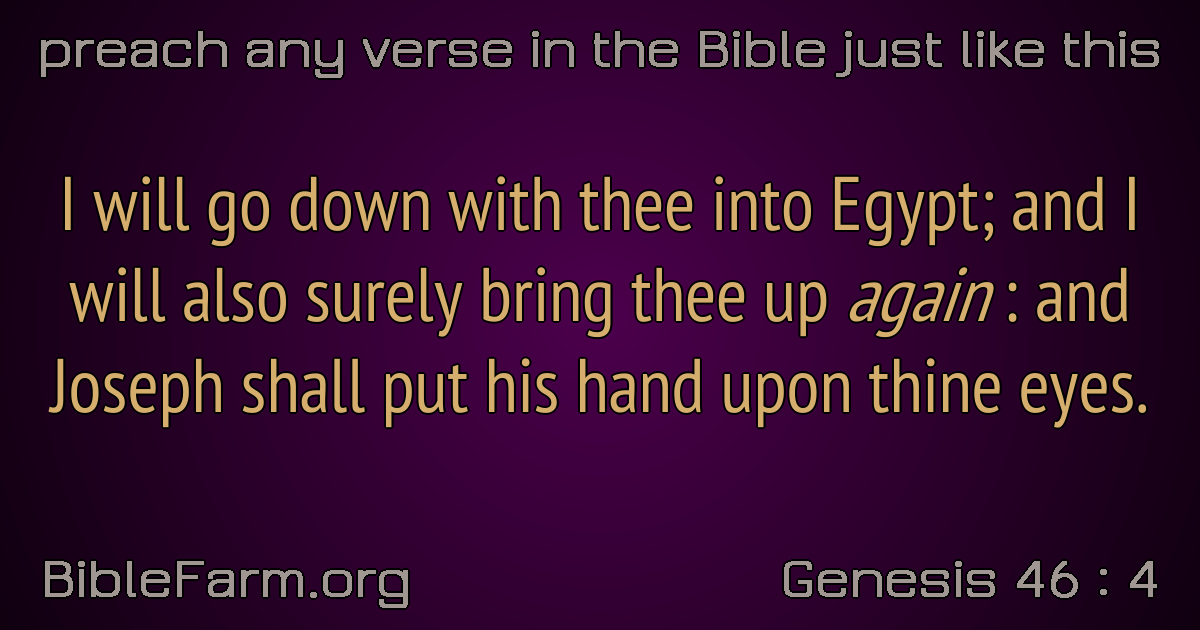 preach any verse in the Bible just like this
I will go down with thee into Egypt; and I
will also surely bring thee up again : and
Joseph shall put his hand upon thine eyes.
BibleFarm.org
Genesis 46 : 4